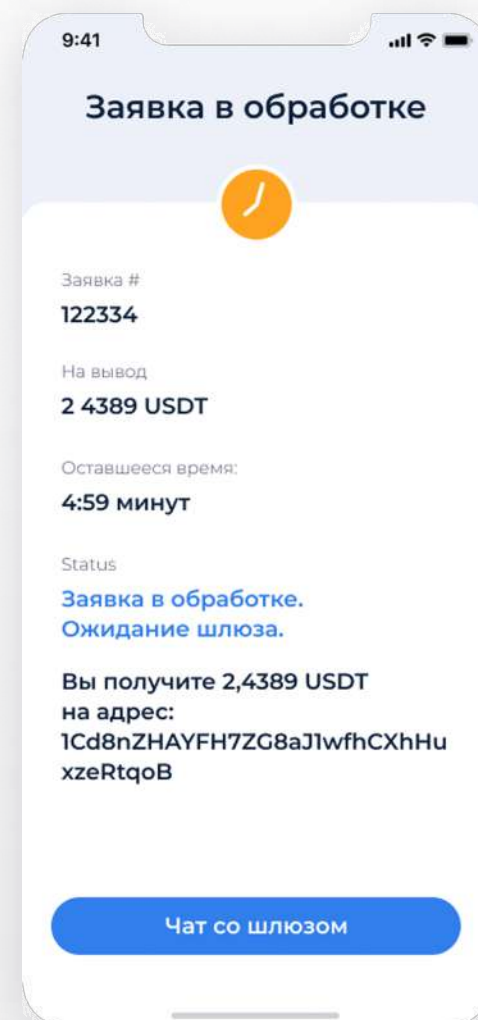 9:41
Заявка в обработке
Заявка #
122334
На вывод
2 4389 USDT
Оставшееся время:
4:59 минут
Status
Заявка в обработке.
Ожидание шлюза.
Вы получите 2,4389 USDT
на адрес:
1Cd8nZHAYFH7ZG8aJ1wfhCXhHu
xzeRtqoB
Чат со шлюзом